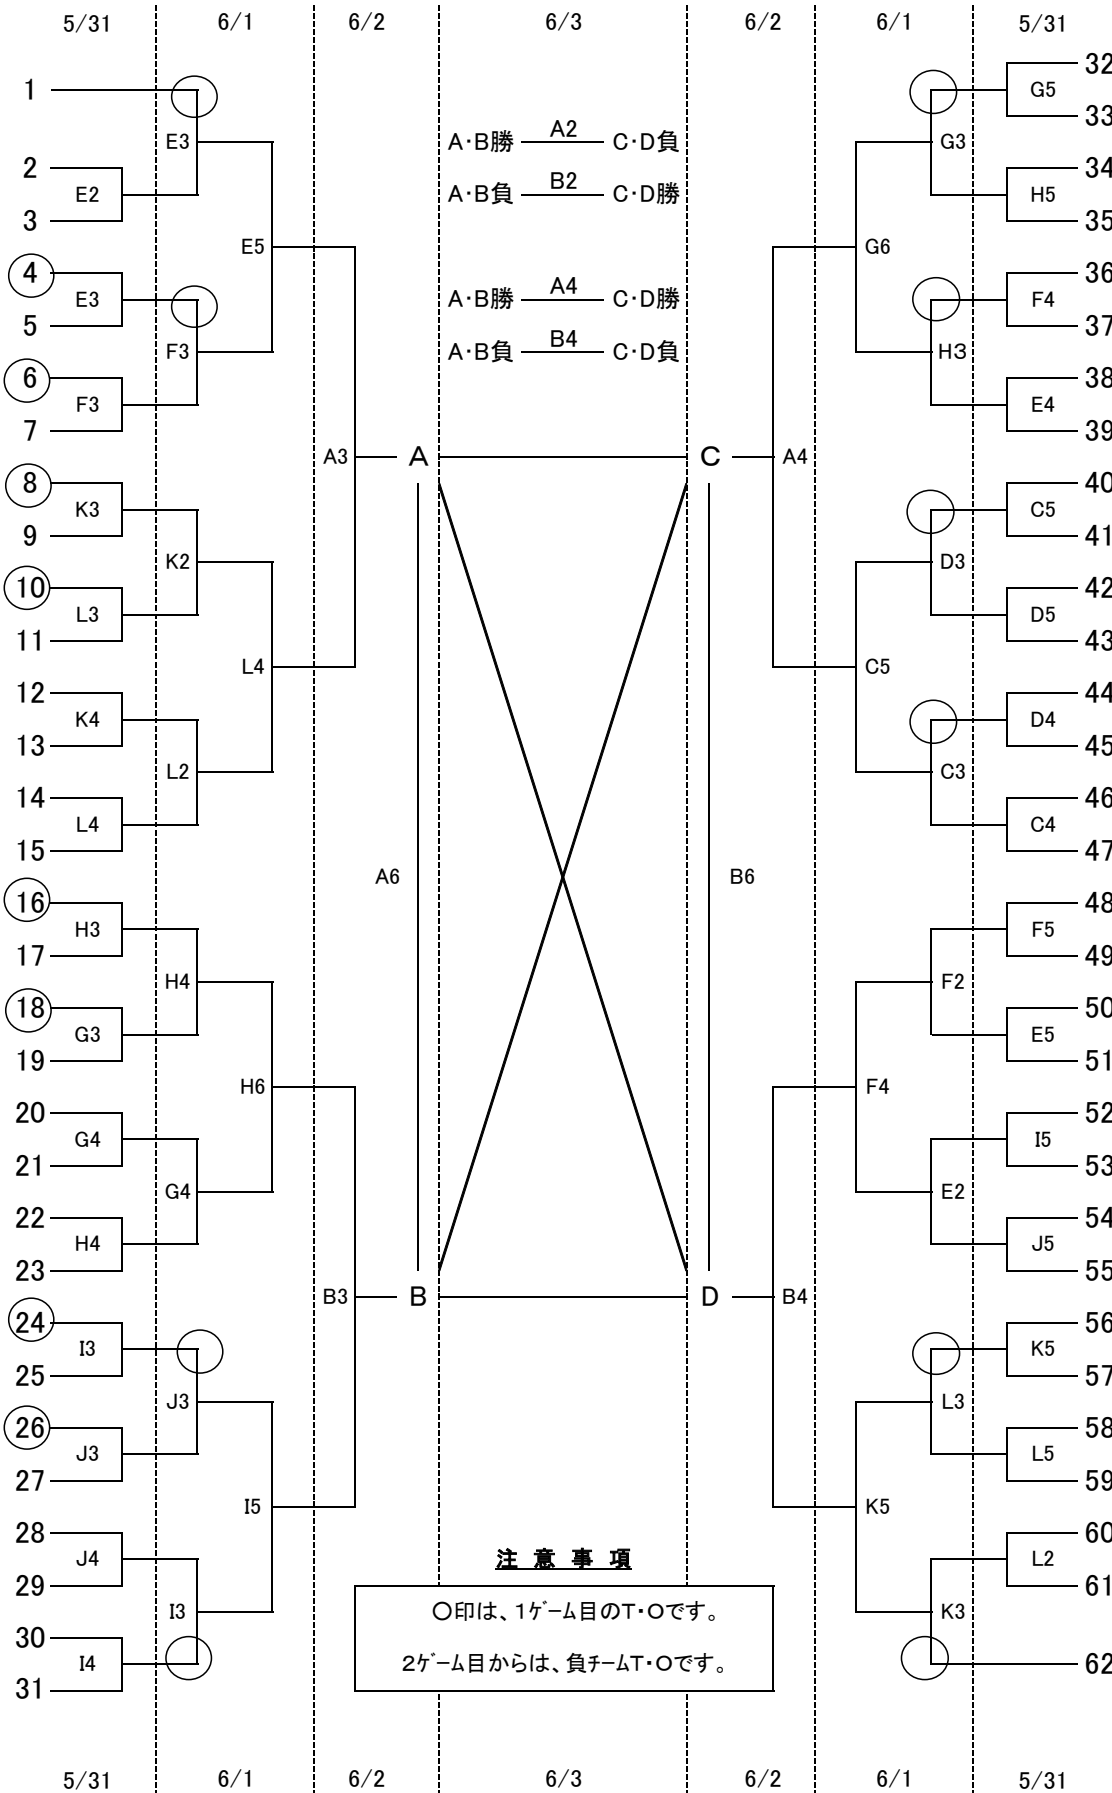 5/31 6/1 6/2 6/3 6/2 6/1 5/31
32
1 G5
33
A・B勝 A2 C・D負
E3 G3
2 34
E2 A・B負 B2 C・D勝 H5
3 35
E5 G6
4 36
E3 A・B勝 A4 C・D勝 F4
5 37
F3 A・B負 B4 C・D負 H3
6 38
F3 E4
7 39
A3 A C A4
8 40
K3 C5
9 41
K2 D3
10 42
L3 D5
11 43
L4 C5
12 44
K4 D4
13 45
L2 C3
14 46
L4 C4
15 47
A6 B6
16 48
H3 F5
17 49
H4 F2
18 50
G3 E5
19 51
H6 F4
20 52
G4 I5
21 53
G4 E2
22 54
H4 J5
23 55
B3 B D B4
24 56
I3 K5
25 57
J3 L3
26 58
J3 L5
27 59
I5 K5
28 60
J4 注 意 事 項 L2
29 61
I3 〇印は、1ｹﾞｰﾑ目のT・Oです。 K3
30
I4 2ｹﾞｰﾑ目からは、負ﾁｰﾑT・Oです。 62
31
5/31 6/1 6/2 6/3 6/2 6/1 5/31